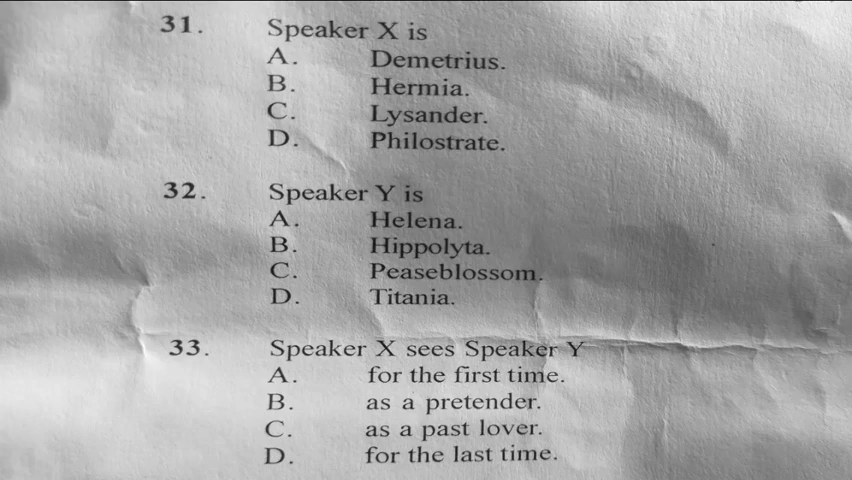 31. Speaker X is
A. Demetrius.
B. Hermia.
C. Lysander.
D. Philostrate.
32. Speaker Y is
A. Helena.
B. Hippolyta.
C. Peaseblossom.
D. Titania.
33. Speaker X sees Speaker Y
A. for the first time.
B. as a pretender.
C. as a past lover.
D. for the last time.